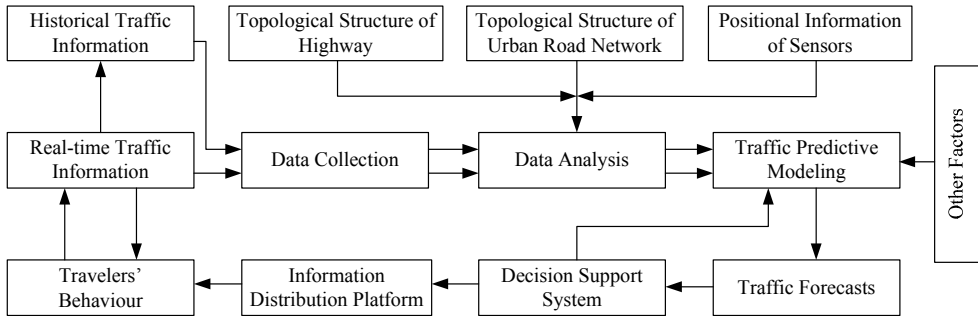 Historical Traffic
Information
Topological Structure of
Highway
Topological Structure of
Urban Road Network
Positional Information
of Sensors
Real-time Traffic
Information
Data Collection
Data Analysis
Traffic Predictive
Modeling
Other Factors
Travelers'
Behaviour
Information
Distribution Platform
Decision Support
System
Traffic Forecasts